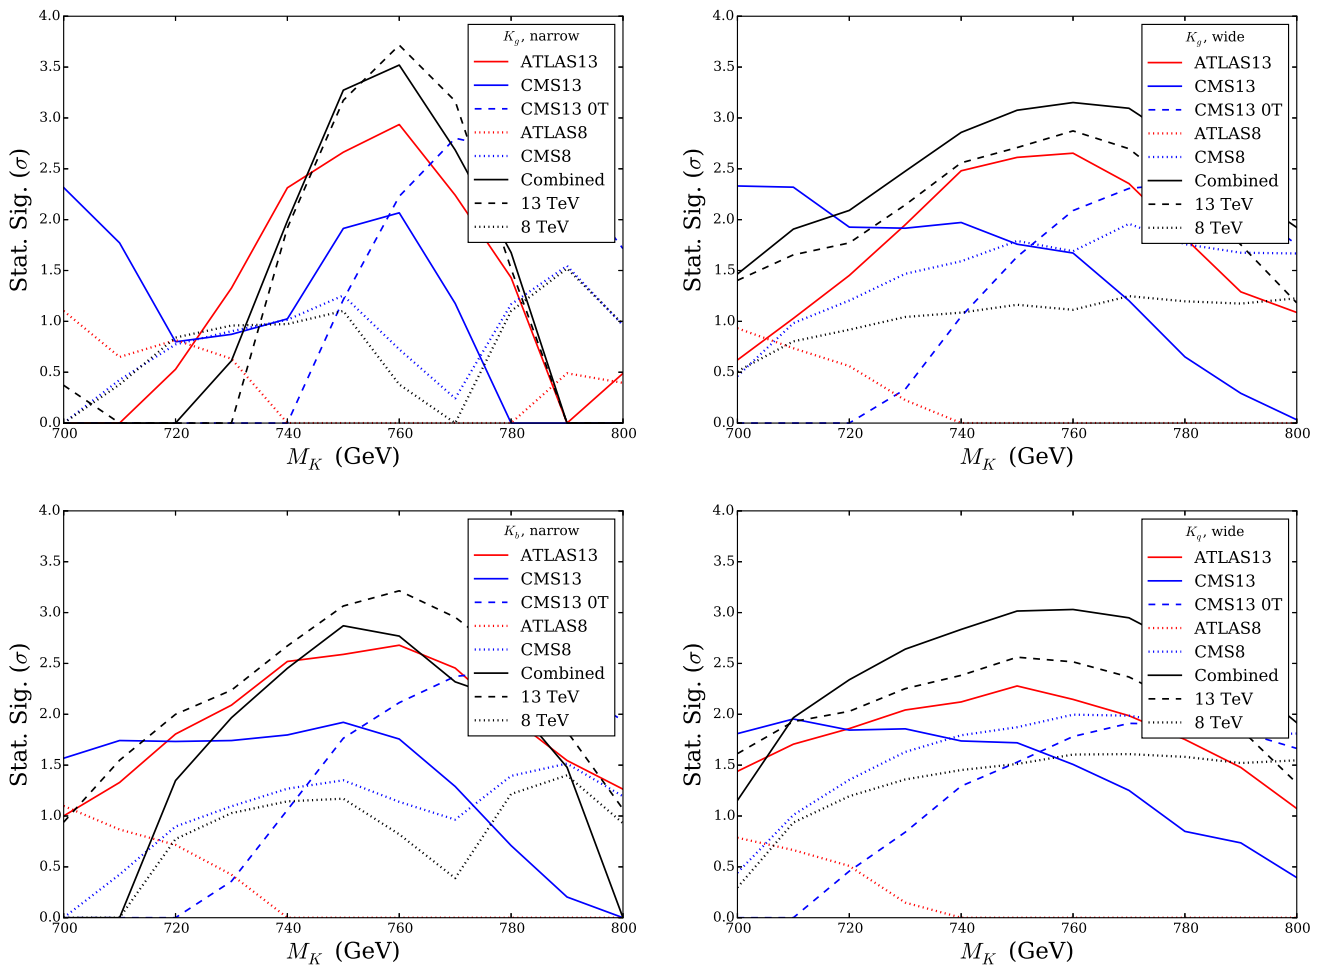 4.0
3.5
3.0
2.5
2.0
1.5
1.0
0.5
0.0
Stat. Sig. (σ)
700 720 740 760 780 800
M_K (GeV)
K_g, narrow
ATLAS13
CMS13
CMS13 0T
ATLAS8
CMS8
Combined
13 TeV
8 TeV
4.0
3.5
3.0
2.5
2.0
1.5
1.0
0.5
0.0
Stat. Sig. (σ)
700 720 740 760 780 800
M_K (GeV)
K_g, wide
ATLAS13
CMS13
CMS13 0T
ATLAS8
CMS8
Combined
13 TeV
8 TeV
4.0
3.5
3.0
2.5
2.0
1.5
1.0
0.5
0.0
Stat. Sig. (σ)
700 720 740 760 780 800
M_K (GeV)
K_b, narrow
ATLAS13
CMS13
CMS13 0T
ATLAS8
CMS8
Combined
13 TeV
8 TeV
4.0
3.5
3.0
2.5
2.0
1.5
1.0
0.5
0.0
Stat. Sig. (σ)
700 720 740 760 780 800
M_K (GeV)
K_q, wide
ATLAS13
CMS13
CMS13 0T
ATLAS8
CMS8
Combined
13 TeV
8 TeV